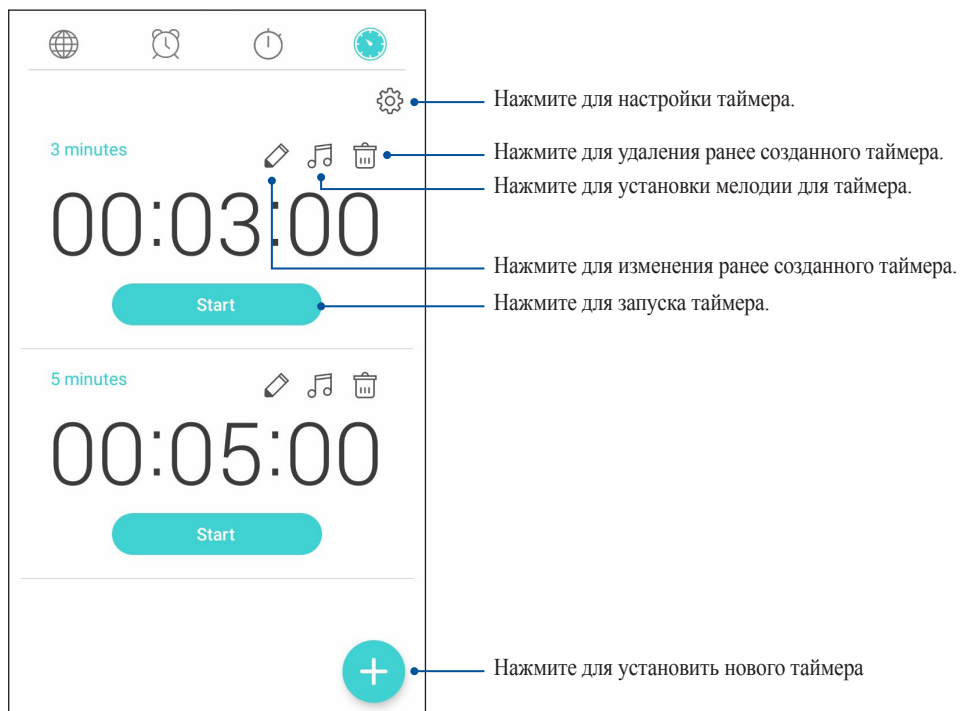 Нажмите для настройки таймера.
3 minutes
Нажмите для удаления ранее созданного таймера.
Нажмите для установки мелодии для таймера.
00:03:00
Нажмите для изменения ранее созданного таймера.
Start
Нажмите для запуска таймера.
5 minutes
00:05:00
Start
Нажмите для установить нового таймера